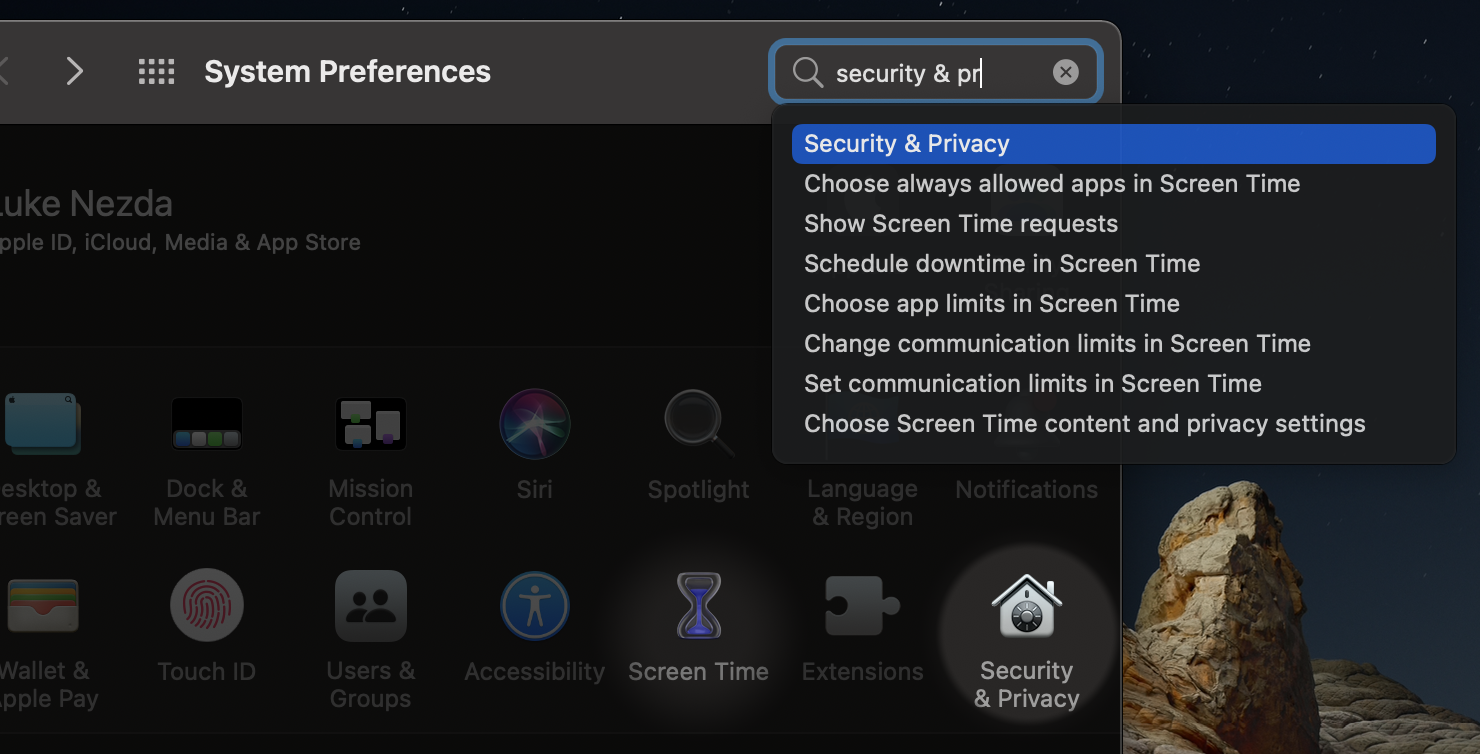 System Preferences
security & pr
Security & Privacy
Choose always allowed apps in Screen Time
Show Screen Time requests
Schedule downtime in Screen Time
Choose app limits in Screen Time
Change communication limits in Screen Time
Set communication limits in Screen Time
Choose Screen Time content and privacy settings
uke Nezda
pple ID, iCloud, Media & App Store
esktop &
reen Saver
Dock &
Menu Bar
Mission
Control
Siri
Spotlight
Language
& Region
Notifications
Wallet &
pple Pay
Touch ID
Users &
Groups
Accessibility
Screen Time
Extensions
Security
& Privacy